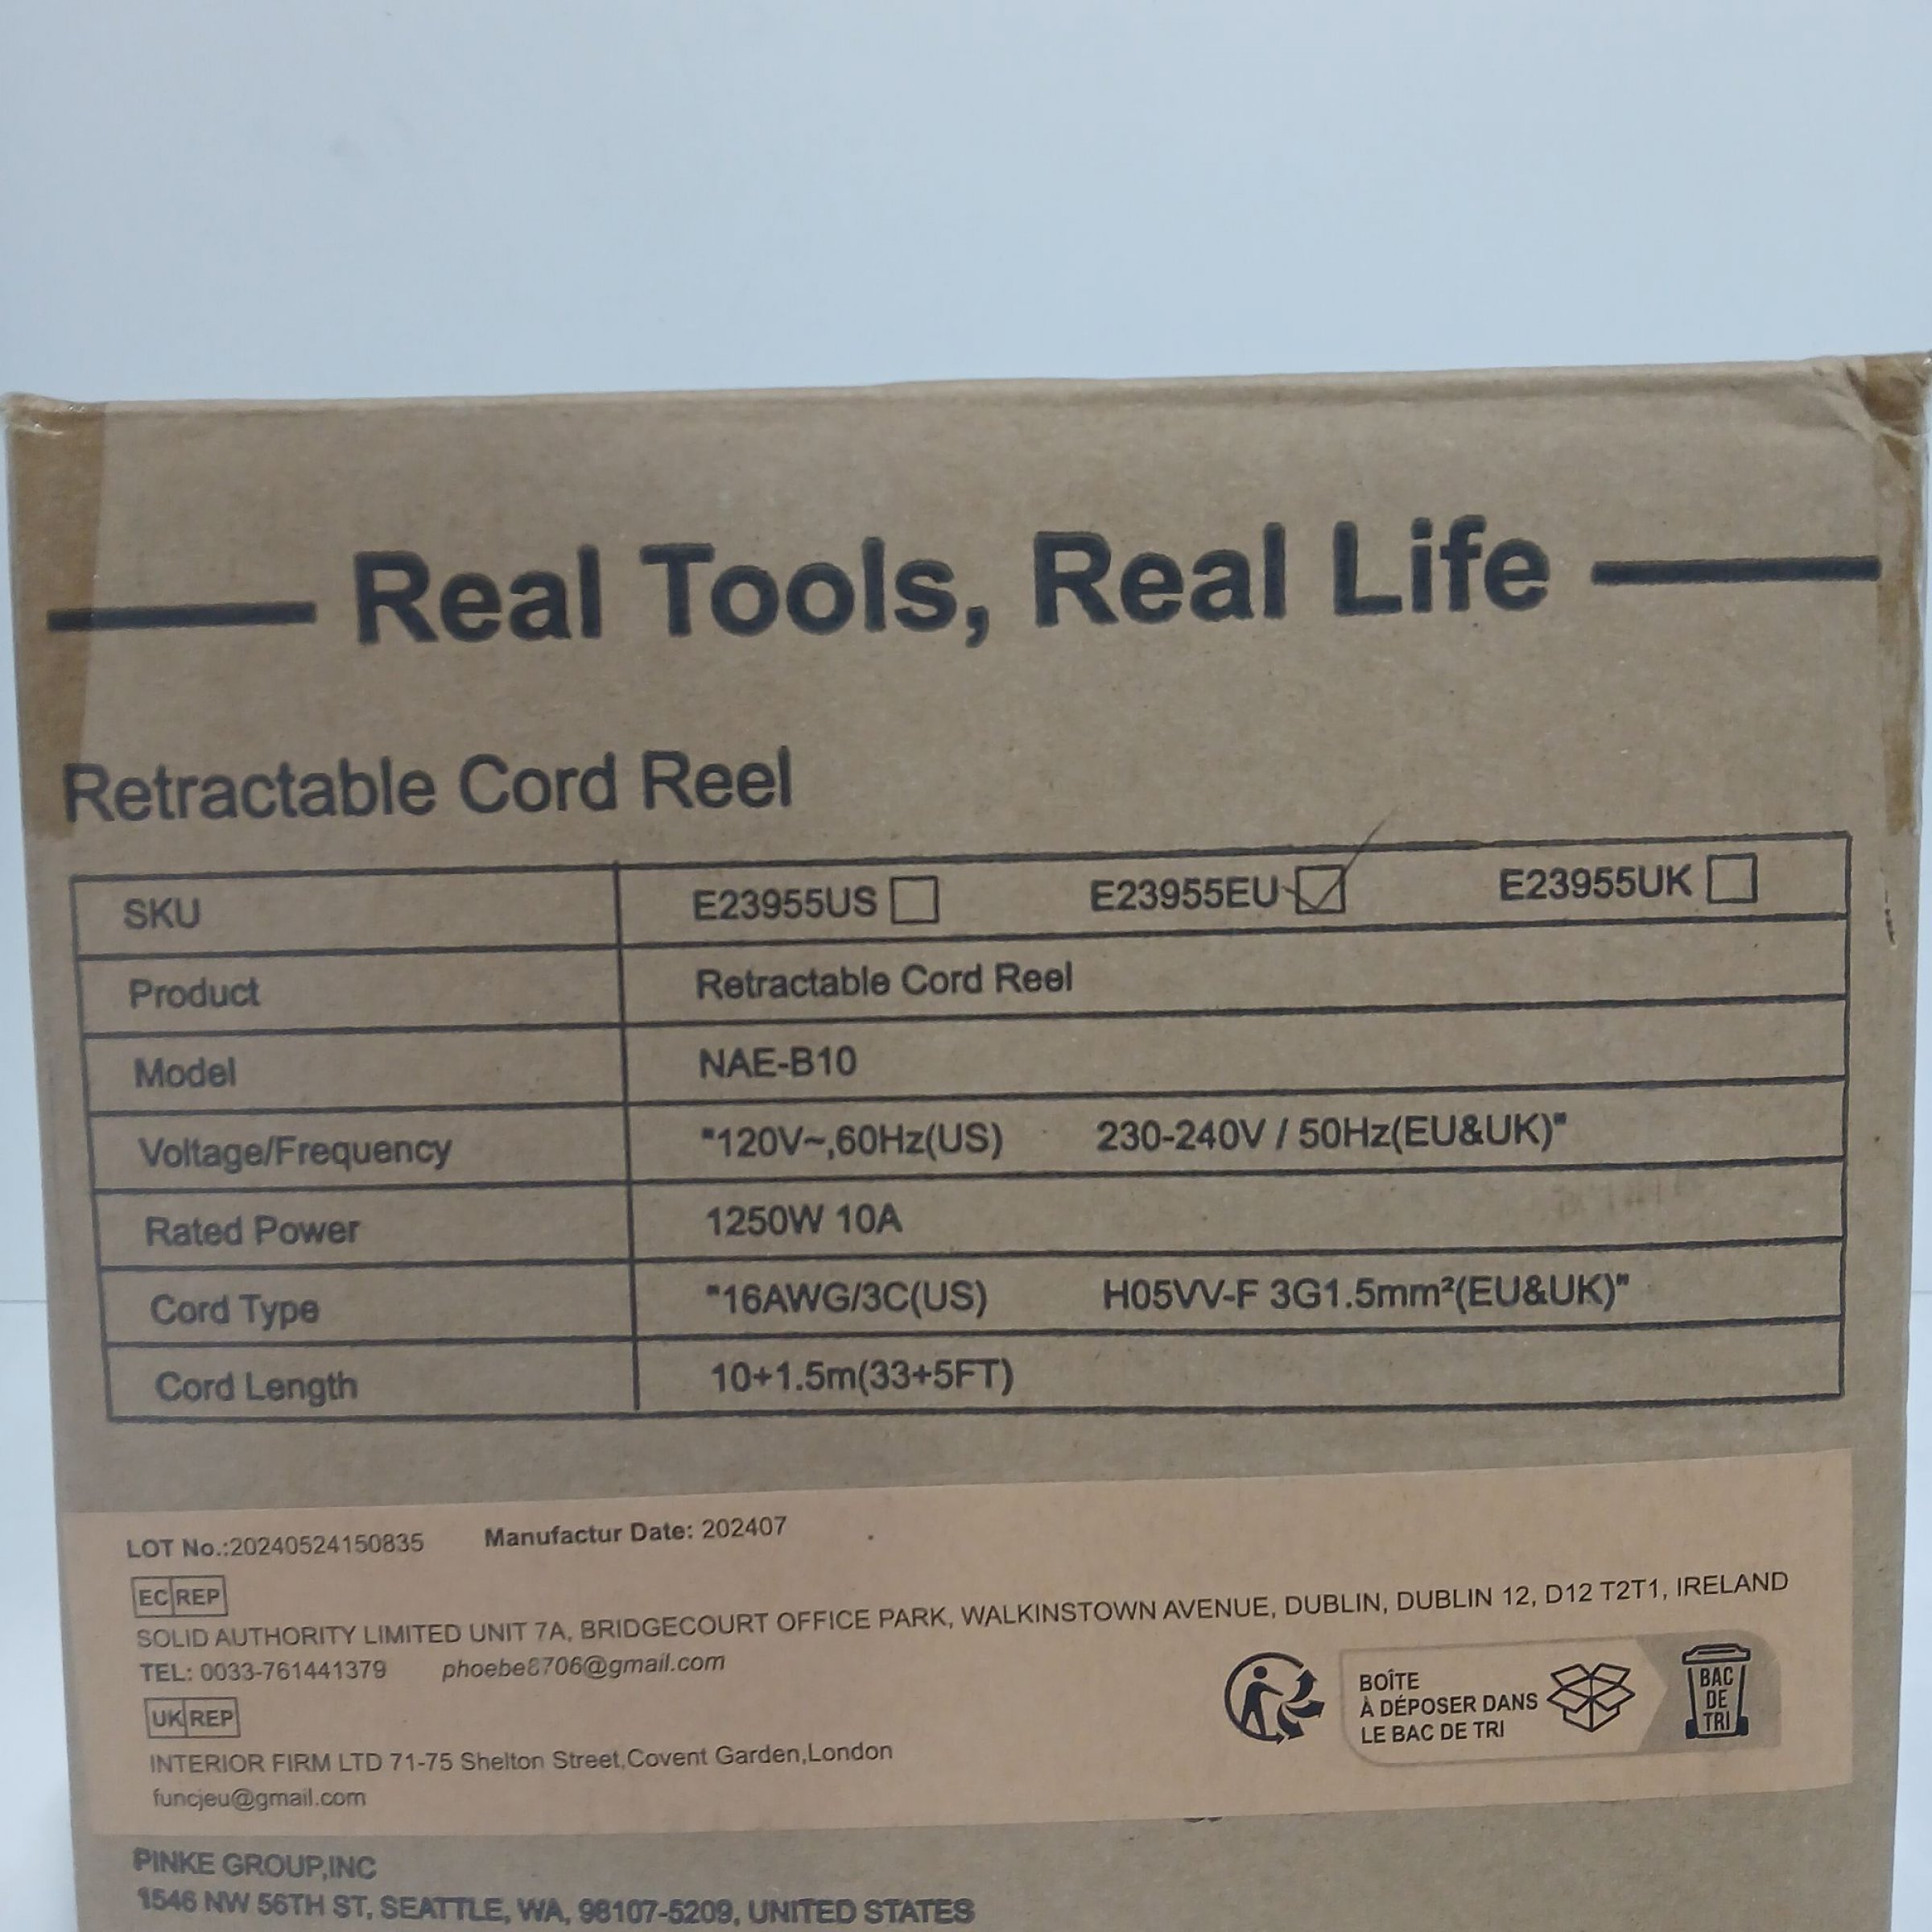 Real Tools, Real Life
Retractable Cord Reel
SKU E23955US E23955EU E23955UK
Product Retractable Cord Reel
Model NAE-B10
Voltage/Frequency "120V~,60Hz(US) 230-240V / 50Hz(EU&UK)"
Rated Power 1250W 10A
Cord Type "16AWG/3C(US) H05VV-F 3G1.5mm²(EU&UK)"
Cord Length 10+1.5m(33+5FT)
LOT No.:20240524150835 Manufactur Date: 202407
EC REP
SOLID AUTHORITY LIMITED UNIT 7A, BRIDGECOURT OFFICE PARK, WALKINSTOWN AVENUE, DUBLIN, DUBLIN 12, D12 T2T1, IRELAND
TEL: 0033-761441379 phoebe8706@gmail.com
UK REP
INTERIOR FIRM LTD 71-75 Shelton Street,Covent Garden,London
funcjeu@gmail.com
BOÎTE
À DÉPOSER DANS
LE BAC DE TRI
BAC
DE
TRI
PINKE GROUP,INC
1546 NW 56TH ST, SEATTLE, WA, 98107-5209, UNITED STATES